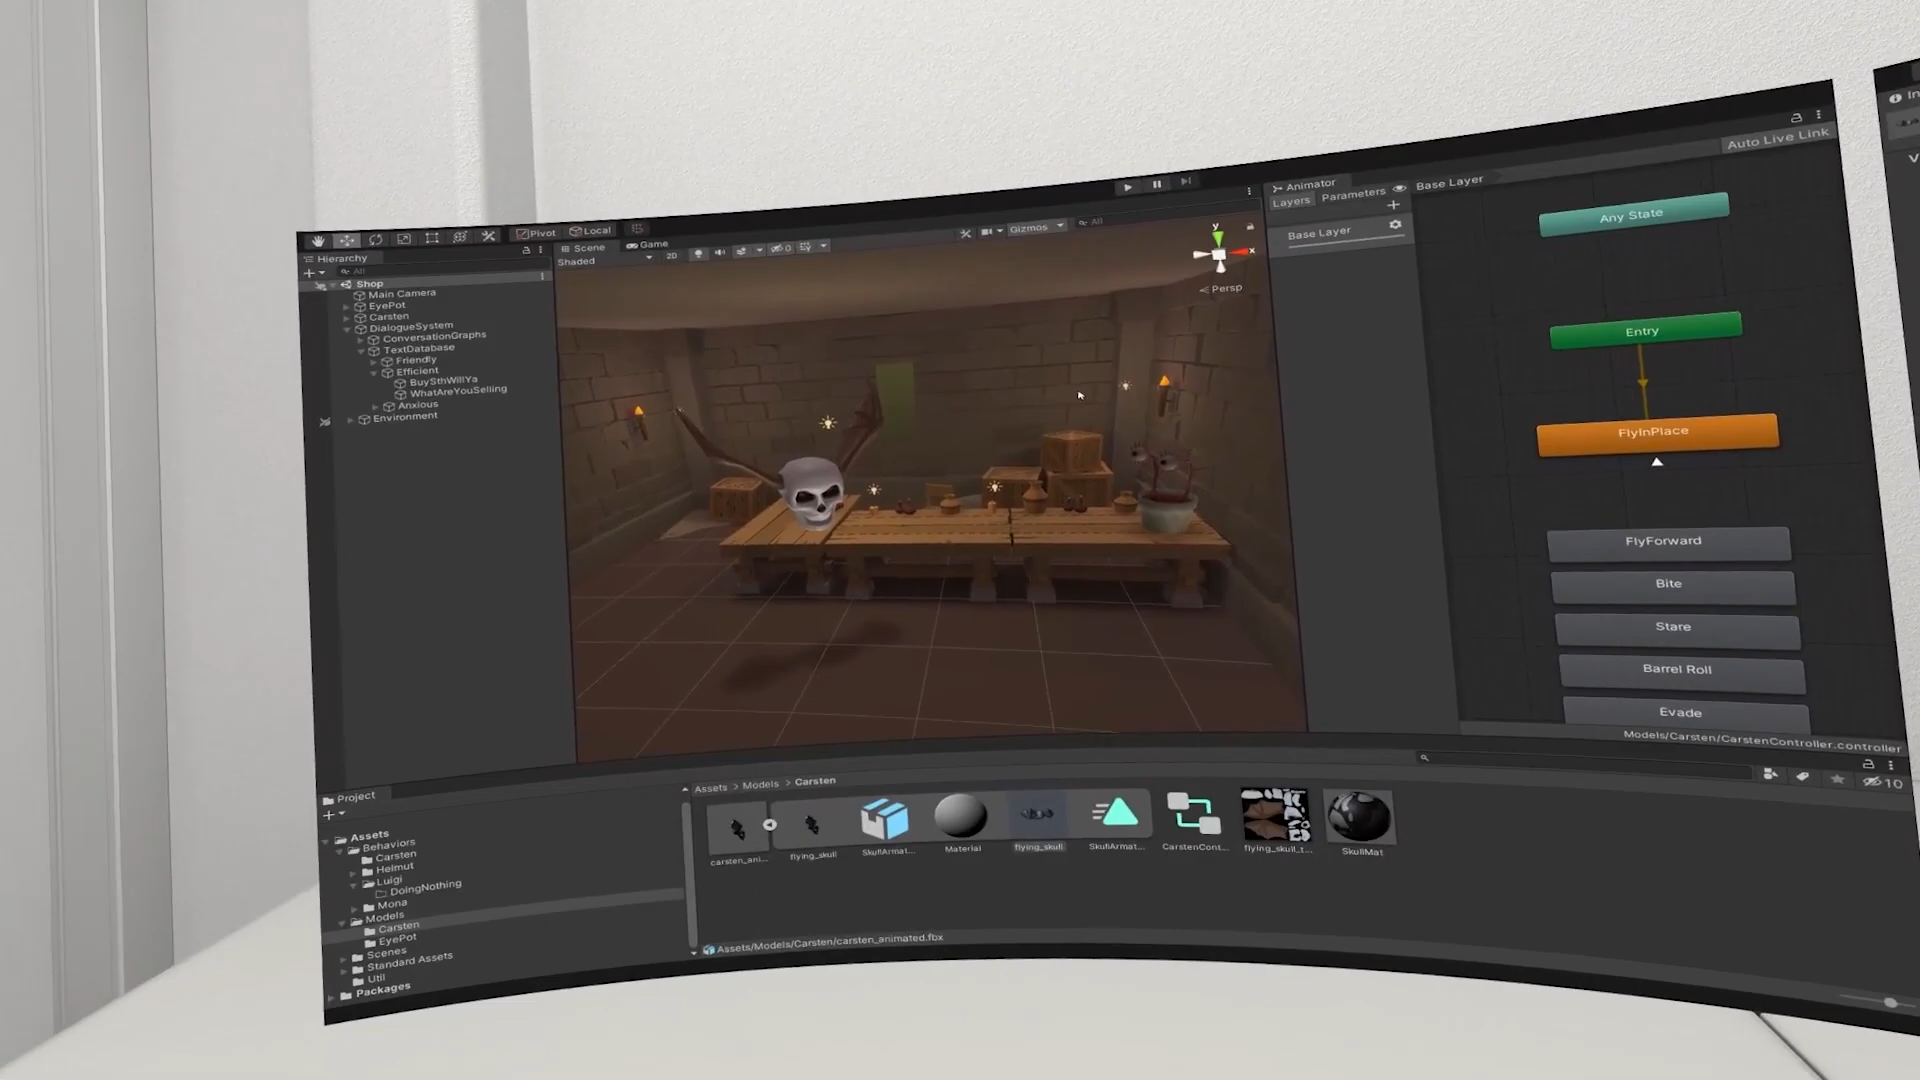 Pivot
Local
Hierarchy
All
Shop
Main Camera
EyePot
Carsten
DialogueSystem
ConversationGraphs
TextDatabase
Friendly
Efficient
BuySthWillYa
WhatAreYouSelling
Anxious
Environment
Scene
Game
Shaded
2D
0
Gizmos
All
y
x
Persp
Animator
Layers
Parameters
Base Layer
Auto Live Link
Base Layer
Any State
Entry
FlyInPlace
FlyForward
Bite
Stare
Barrel Roll
Evade
Models/Carsten/CarstenController.controller
Project
Assets
Behaviors
Carsten
Helmut
Luigi
DoingNothing
Mona
Models
Carsten
EyePot
Scenes
Standard Assets
Util
Packages
Assets > Models > Carsten
carsten_ani...
flying_skull
SkullArmat...
Material
flying_skull
SkullArmat...
CarstenCont...
flying_skull_t...
SkullMat
10
Assets/Models/Carsten/carsten_animated.fbx